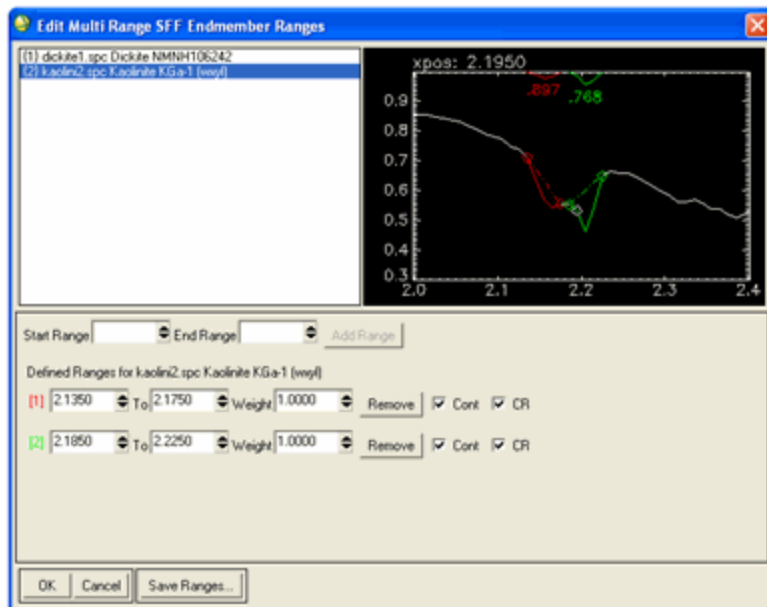 Edit Multi Range SFF Endmember Ranges
(1) dickite1.spc Dickite NMNH106242
(2) kaolini2.spc Kaolinite KGa-1 (wxyl)
xpos: 2.1950
.897
.768
0.9
0.8
0.7
0.6
0.5
0.4
0.3
2.0 2.1 2.2 2.3 2.4
Start Range End Range Add Range
Defined Ranges for kaolini2.spc Kaolinite KGa-1 (wxyl)
[1] 2.1350 To 2.1750 Weight 1.0000 Remove Cont CR
[2] 2.1850 To 2.2250 Weight 1.0000 Remove Cont CR
OK Cancel Save Ranges...